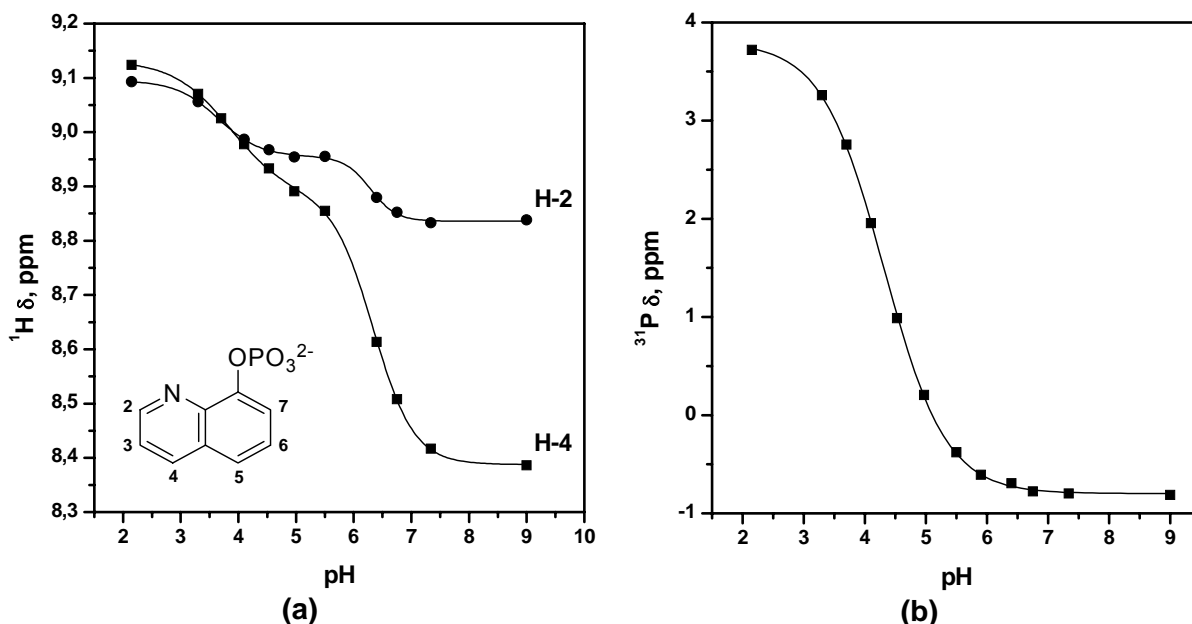 9,2
9,1
9,0
8,9
8,8
8,7
8,6
8,5
8,4
8,3
¹H δ, ppm
2 3 4 5 6 7 8 9 10
pH
H-2
H-4
OPO₃²⁻
N
2
3
4
5
6
7
(a)
4
3
2
1
0
-1
³¹P δ, ppm
2 3 4 5 6 7 8 9
pH
(b)